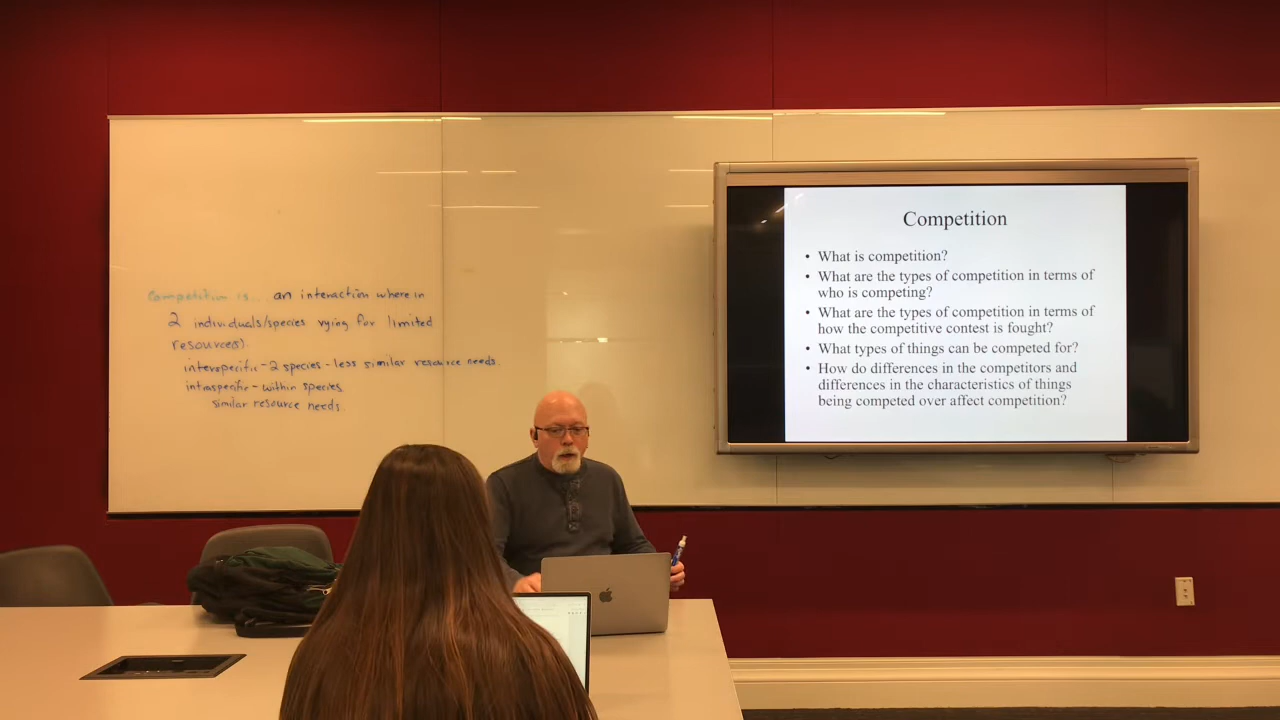 Competition is... an interaction where in
2 individuals/species vying for limited
resource(s).
interspecific - 2 species - less similar resource needs.
intraspecific - within species
similar resource needs
Competition
• What is competition?
• What are the types of competition in terms of
who is competing?
• What are the types of competition in terms of
how the competitive contest is fought?
• What types of things can be competed for?
• How do differences in the competitors and
differences in the characteristics of things
being competed over affect competition?